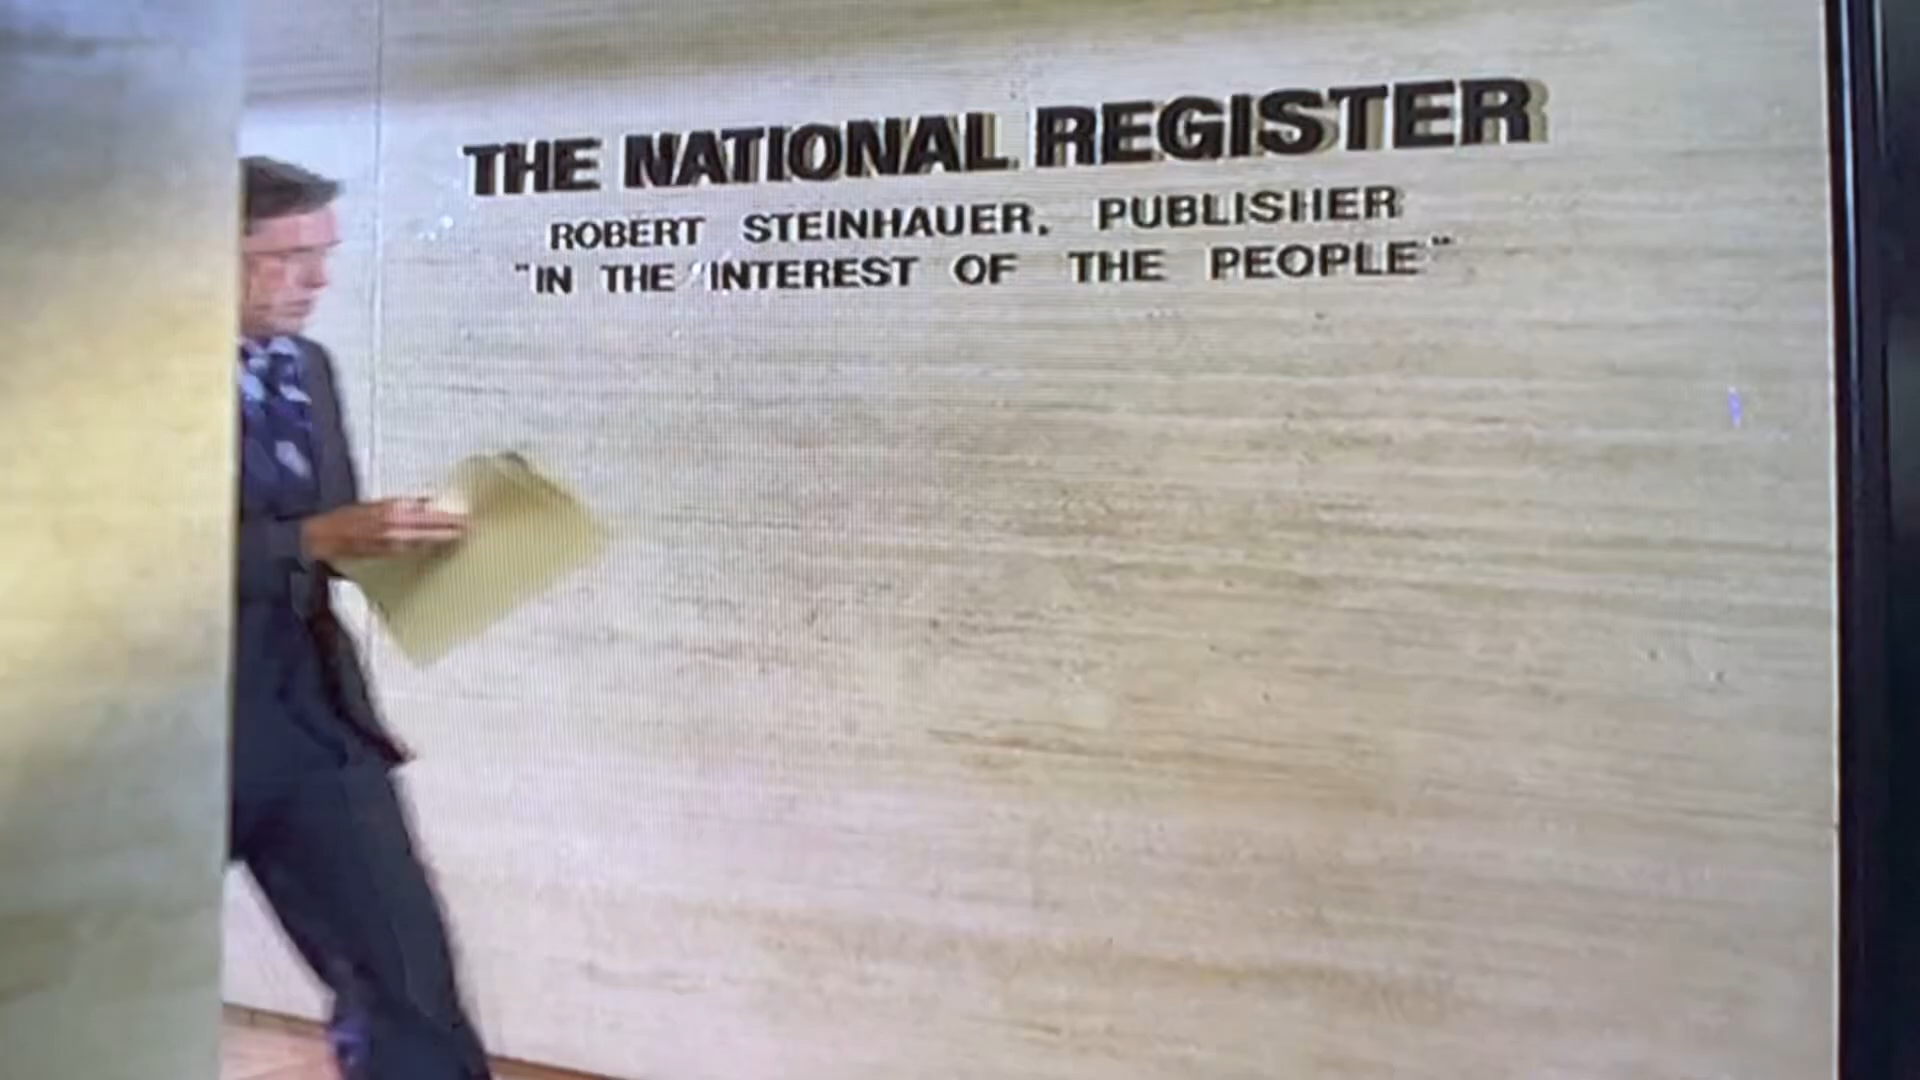 THE NATIONAL REGISTER
ROBERT STEINHAUER, PUBLISHER
"IN THE INTEREST OF THE PEOPLE"